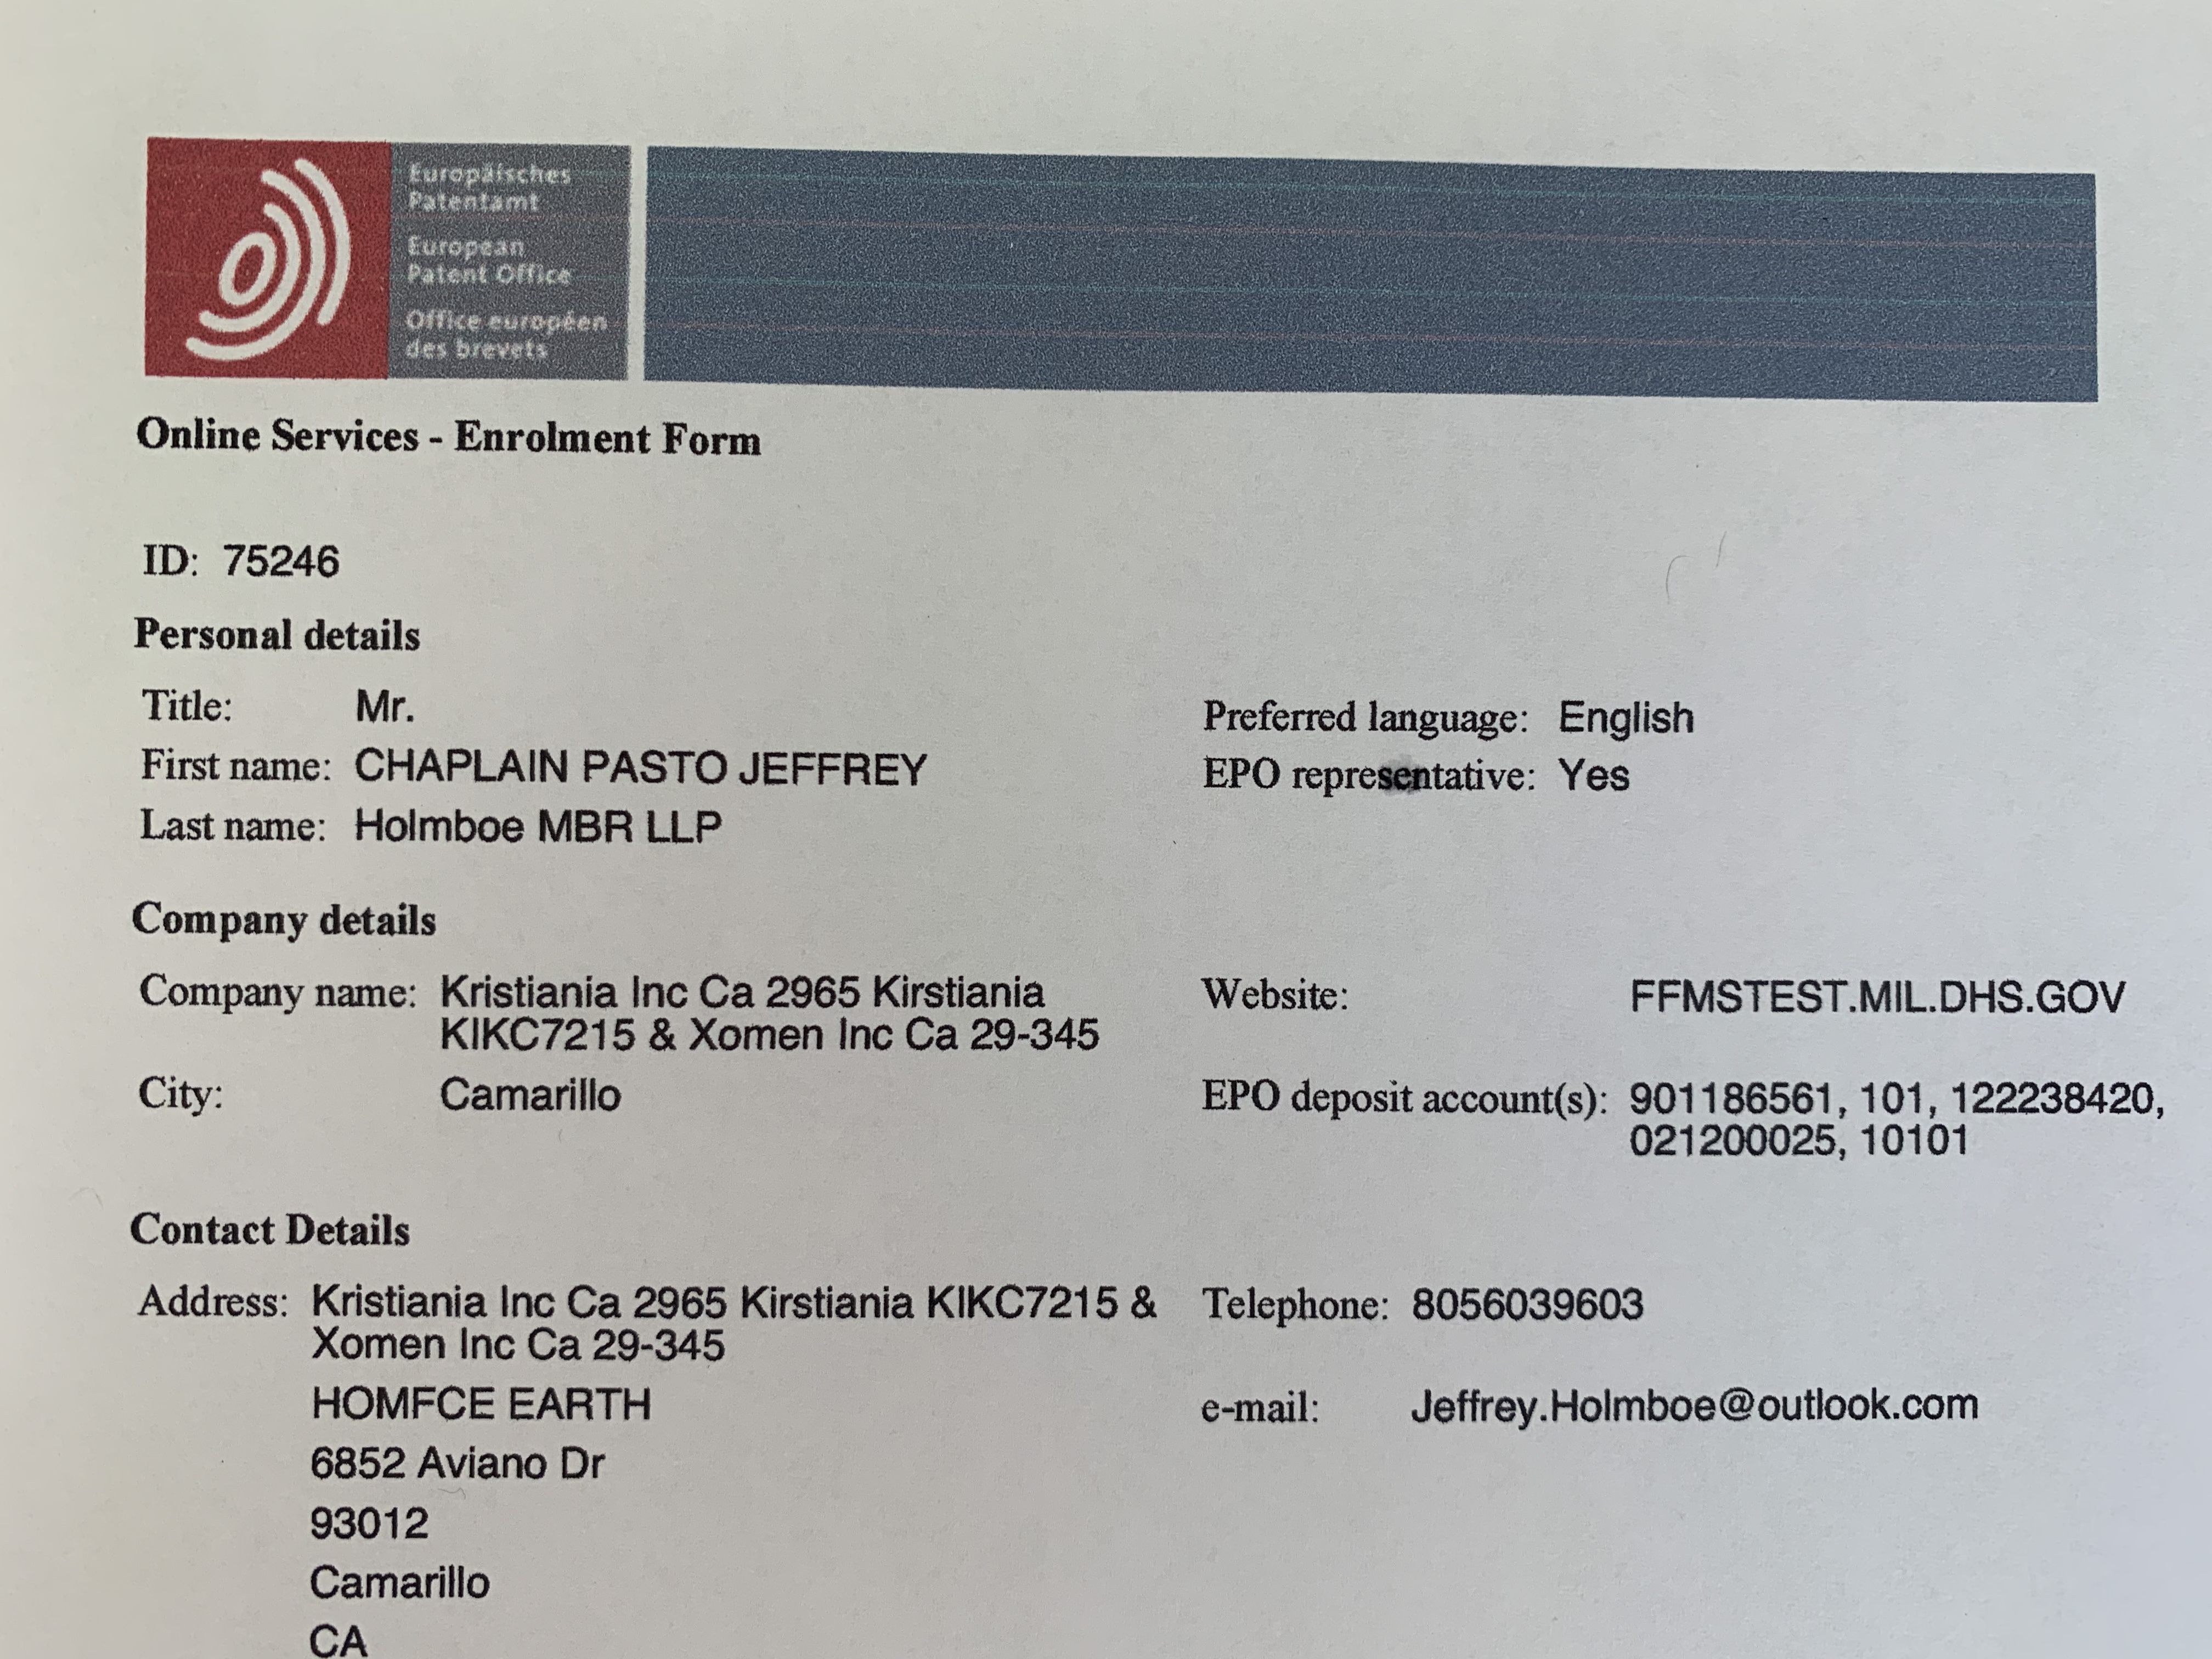 Europäisches
Patentamt
European
Patent Office
Office européen
des brevets
Online Services - Enrolment Form
ID: 75246
Personal details
Title: Mr.
Preferred language: English
First name: CHAPLAIN PASTO JEFFREY
EPO representative: Yes
Last name: Holmboe MBR LLP
Company details
Company name: Kristiania Inc Ca 2965 Kirstiania
KIKC7215 & Xomen Inc Ca 29-345
Website: FFMSTEST.MIL.DHS.GOV
City: Camarillo
EPO deposit account(s): 901186561, 101, 122238420,
021200025, 10101
Contact Details
Address: Kristiania Inc Ca 2965 Kirstiania KIKC7215 &
Xomen Inc Ca 29-345
Telephone: 8056039603
HOMFCE EARTH
e-mail: Jeffrey.Holmboe@outlook.com
6852 Aviano Dr
93012
Camarillo
CA